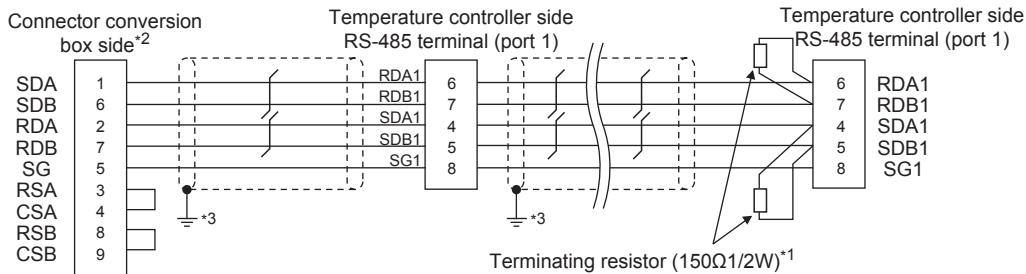 Connector conversion
box side*2
Temperature controller side
RS-485 terminal (port 1)
Temperature controller side
RS-485 terminal (port 1)
SDA 1 RDA1 6 6 RDA1
SDB 6 RDB1 7 7 RDB1
RDA 2 SDA1 4 4 SDA1
RDB 7 SDB1 5 5 SDB1
SG 5 SG1 8 8 SG1
RSA 3
CSA 4
RSB 8
CSB 9
*3
*3
Terminating resistor (150Ω1/2W)*1